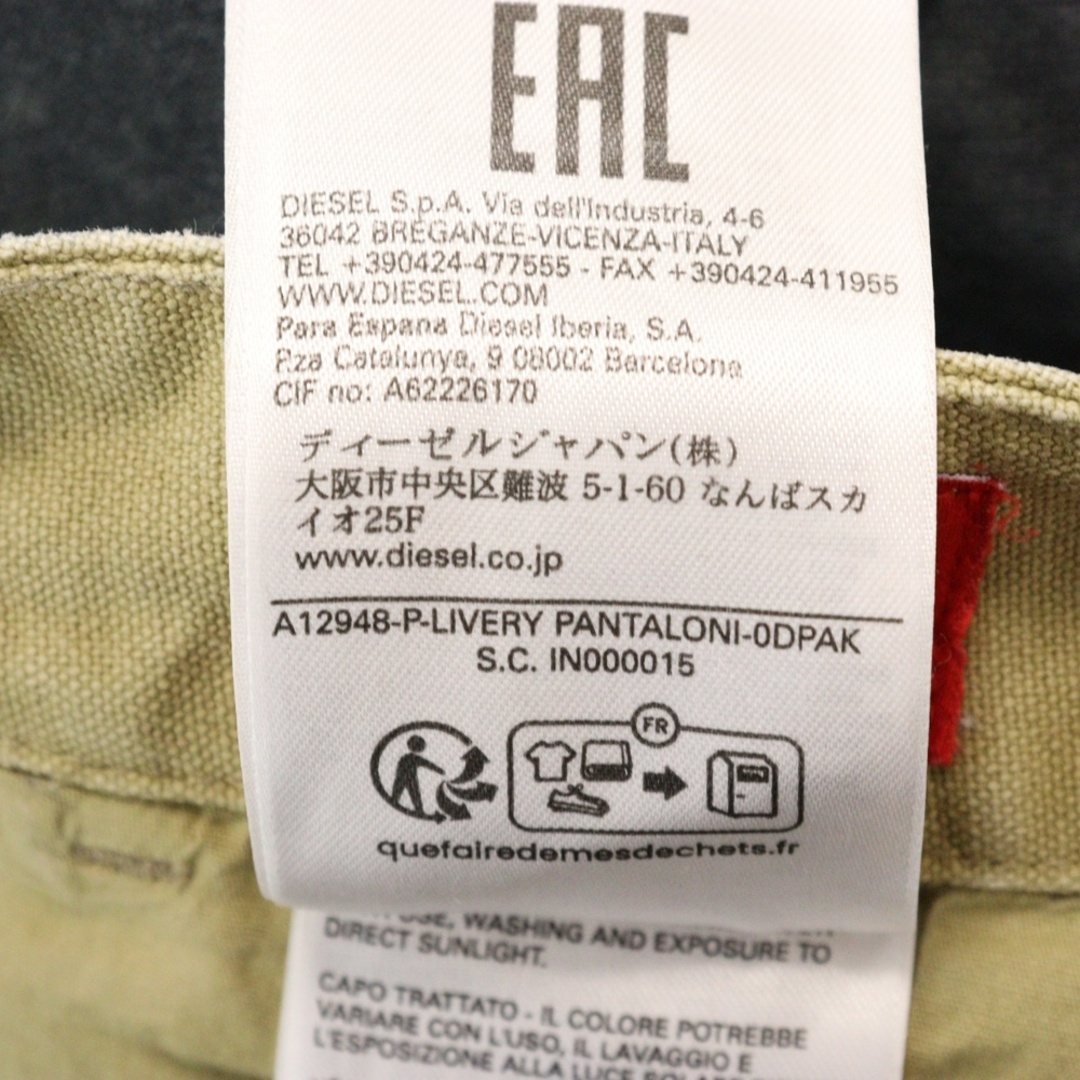 EAC
DIESEL S.p.A. Via dell'Industria, 4-6
36042 BREGANZE-VICENZA-ITALY
TEL +390424-477555 - FAX +390424-411955
WWW.DIESEL.COM
Para Espana Diesel Iberia, S.A.
P.za Catalunya, 9 08002 Barcelona
CIF no: A62226170
ディーゼルジャパン(株)
大阪市中央区難波 5-1-60 なんばスカ
イオ25F
www.diesel.co.jp
A12948-P-LIVERY PANTALONI-0DPAK
S.C. IN000015
FR
quefairedemesdechets.fr
USE, WASHING AND EXPOSURE TO
DIRECT SUNLIGHT.
CAPO TRATTATO - IL COLORE POTREBBE
VARIARE CON L'USO, IL LAVAGGIO E
L'ESPOSIZIONE ALLA LUCE